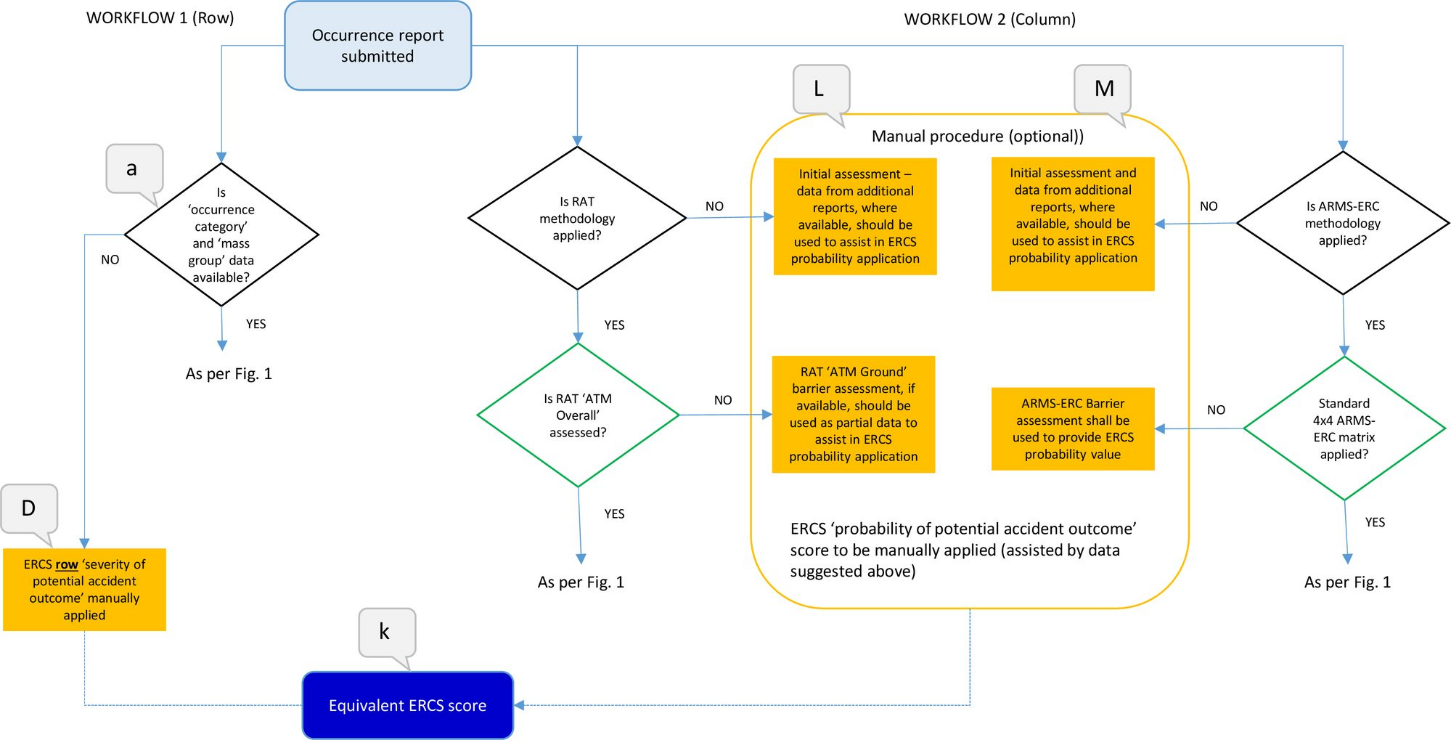 WORKFLOW 1 (Row)
Occurrence report
submitted
WORKFLOW 2 (Column)
a
Is
‘occurrence
category’
and ‘mass
group’ data
available?
NO
YES
As per Fig. 1
D
ERCS row ‘severity of
potential accident
outcome’ manually
applied
Is RAT
methodology
applied?
NO
YES
Is RAT ‘ATM
Overall’
assessed?
NO
YES
As per Fig. 1
L
M
Manual procedure (optional))
Initial assessment –
data from additional
reports, where
available, should be
used to assist in ERCS
probability application
Initial assessment and
data from additional
reports, where
available, should be
used to assist in ERCS
probability application
RAT ‘ATM Ground’
barrier assessment, if
available, should be
used as partial data to
assist in ERCS
probability application
ARMS-ERC Barrier
assessment shall be
used to provide ERCS
probability value
ERCS ‘probability of potential accident outcome’
score to be manually applied (assisted by data
suggested above)
NO
Is ARMS-ERC
methodology
applied?
YES
NO
Standard
4x4 ARMS-
ERC matrix
applied?
YES
As per Fig. 1
k
Equivalent ERCS score